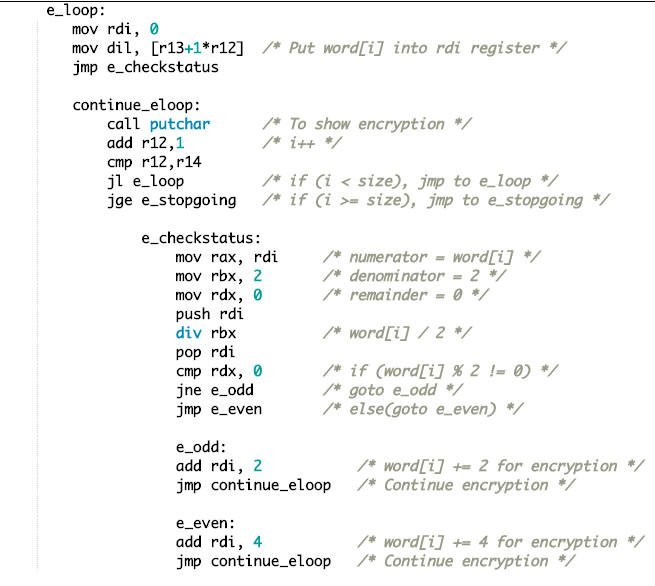 e_loop:
mov rdi, 0
mov dil, [r13+1*r12] /* Put word[i] into rdi register */
jmp e_checkstatus
continue_eloop:
call putchar /* To show encryption */
add r12,1 /* i++ */
cmp r12,r14
jl e_loop /* if (i < size), jmp to e_loop */
jge e_stopgoing /* if (i >= size), jmp to e_stopgoing */
e_checkstatus:
mov rax, rdi /* numerator = word[i] */
mov rbx, 2 /* denominator = 2 */
mov rdx, 0 /* remainder = 0 */
push rdi
div rbx /* word[i] / 2 */
pop rdi
cmp rdx, 0 /* if (word[i] % 2 != 0) */
jne e_odd /* goto e_odd */
jmp e_even /* else(goto e_even) */
e_odd:
add rdi, 2 /* word[i] += 2 for encryption */
jmp continue_eloop /* Continue encryption */
e_even:
add rdi, 4 /* word[i] += 4 for encryption */
jmp continue_eloop /* Continue encryption */